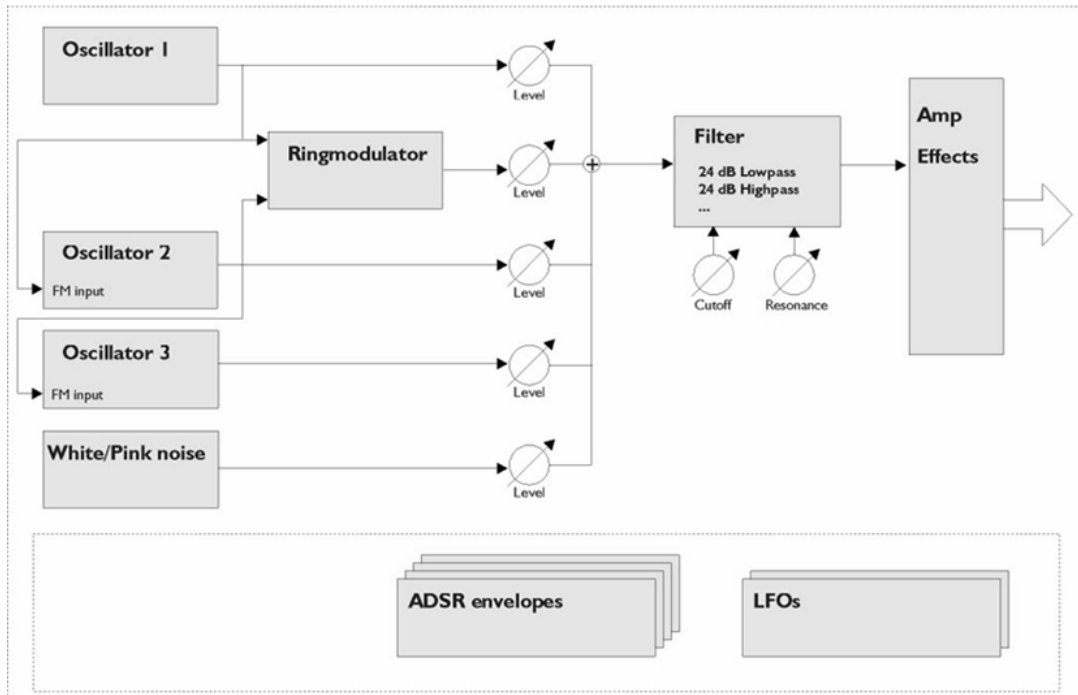 Oscillator 1
Level
Ringmodulator
Level
Oscillator 2
FM input
Level
Oscillator 3
FM input
Level
White/Pink noise
Level
Filter
24 dB Lowpass
24 dB Highpass
...
Cutoff
Resonance
Amp
Effects
ADSR envelopes
LFOs